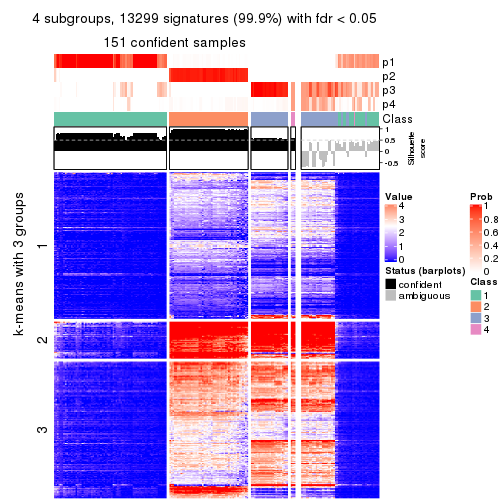 4 subgroups, 13299 signatures (99.9%) with fdr < 0.05
151 confident samples
p1
p2
p3
p4
Class
1
0.5
0
-0.5
Silhouette
score
k-means with 3 groups
1
2
3
Value
4
3
2
1
0
Status (barplots)
confident
ambiguous
Prob
1
0.8
0.6
0.4
0.2
0
Class
1
2
3
4